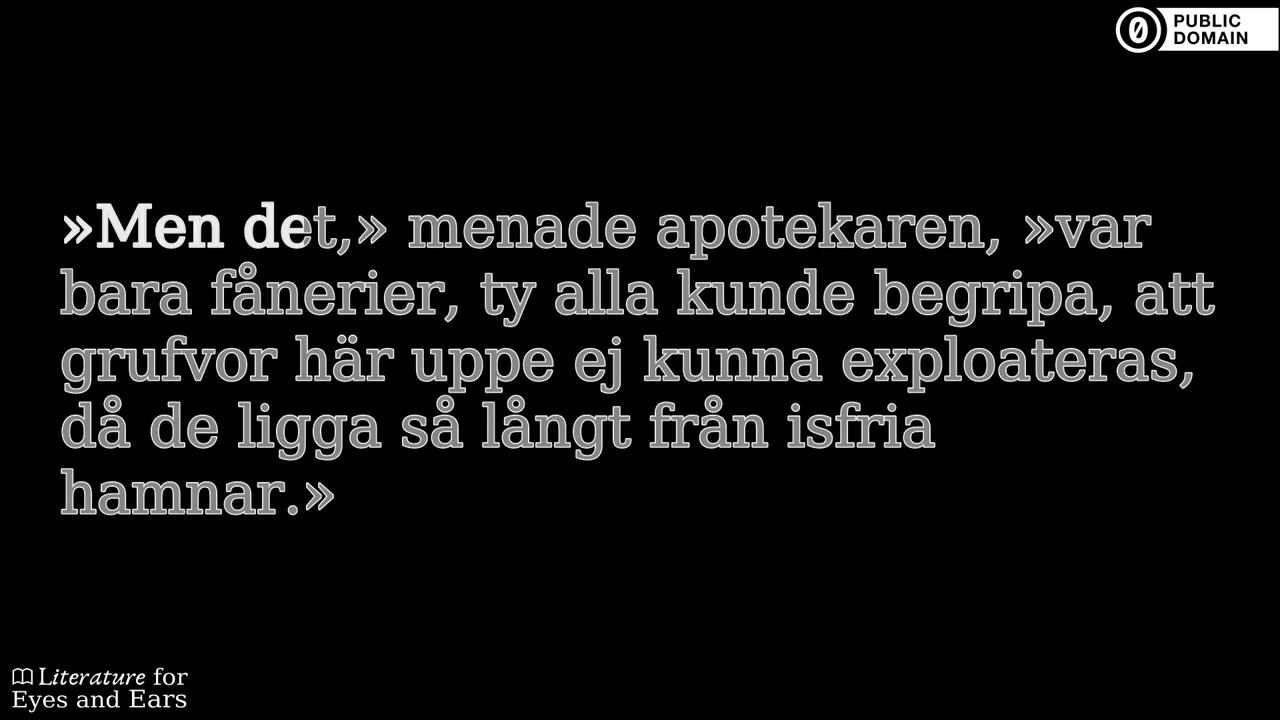 PUBLIC
DOMAIN
»Men det,» menade apotekaren, »var
bara fånerier, ty alla kunde begripa, att
grufvor här uppe ej kunna exploateras,
då de ligga så långt från isfria
hamnar.»
Literature for
Eyes and Ears